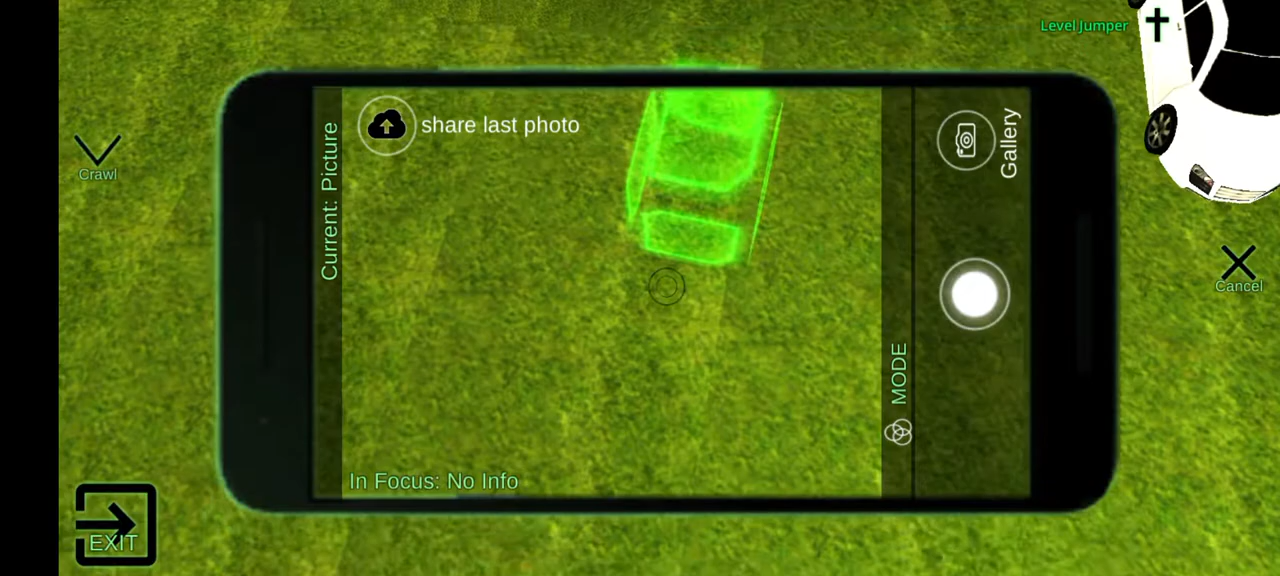 Level Jumper
share last photo
Gallery
Current: Picture
Crawl
Cancel
MODE
In Focus: No Info
EXIT